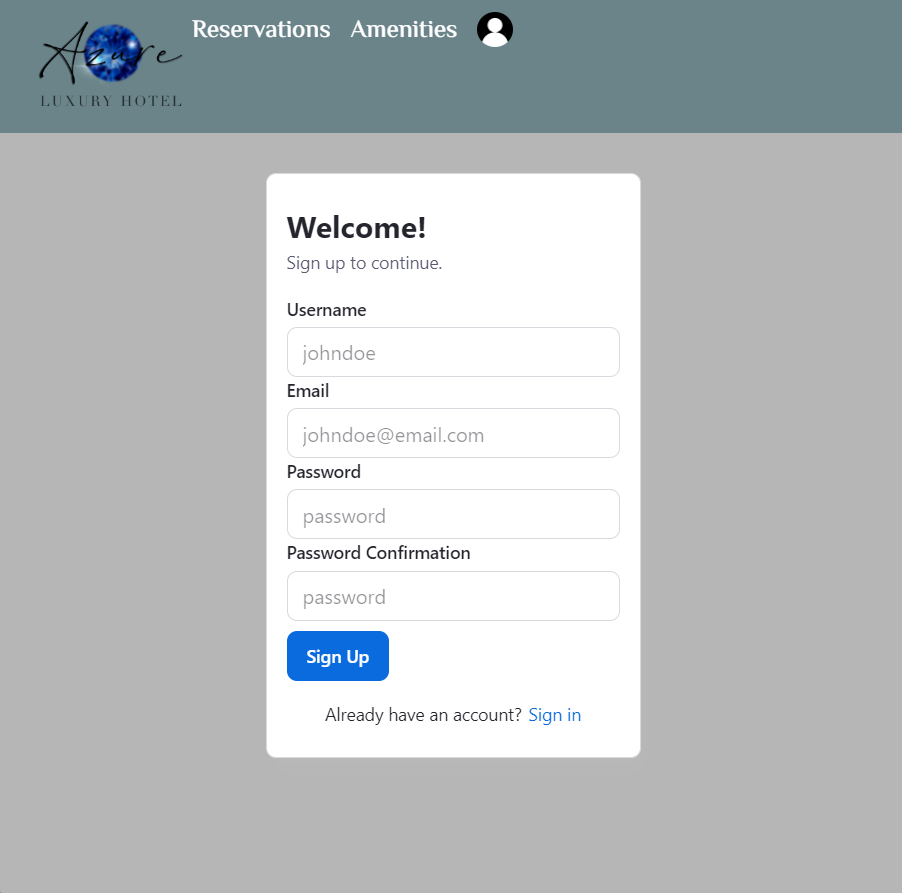 Azure
LUXURY HOTEL
Reservations Amenities
Welcome!
Sign up to continue.
Username
johndoe
Email
johndoe@email.com
Password
password
Password Confirmation
password
Sign Up
Already have an account? Sign in